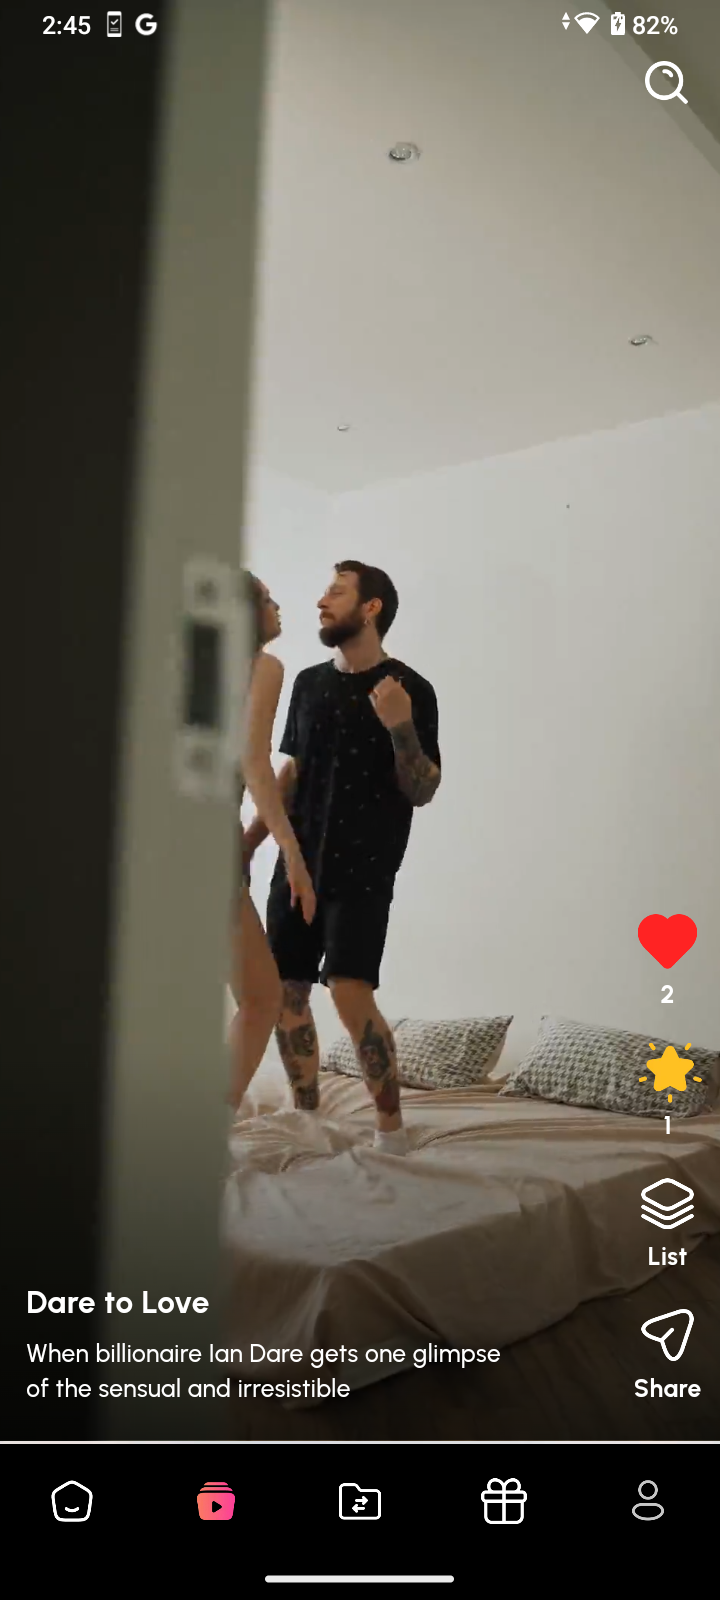 2:45
82%
2
1
List
Share
Dare to Love
When billionaire Ian Dare gets one glimpse
of the sensual and irresistible